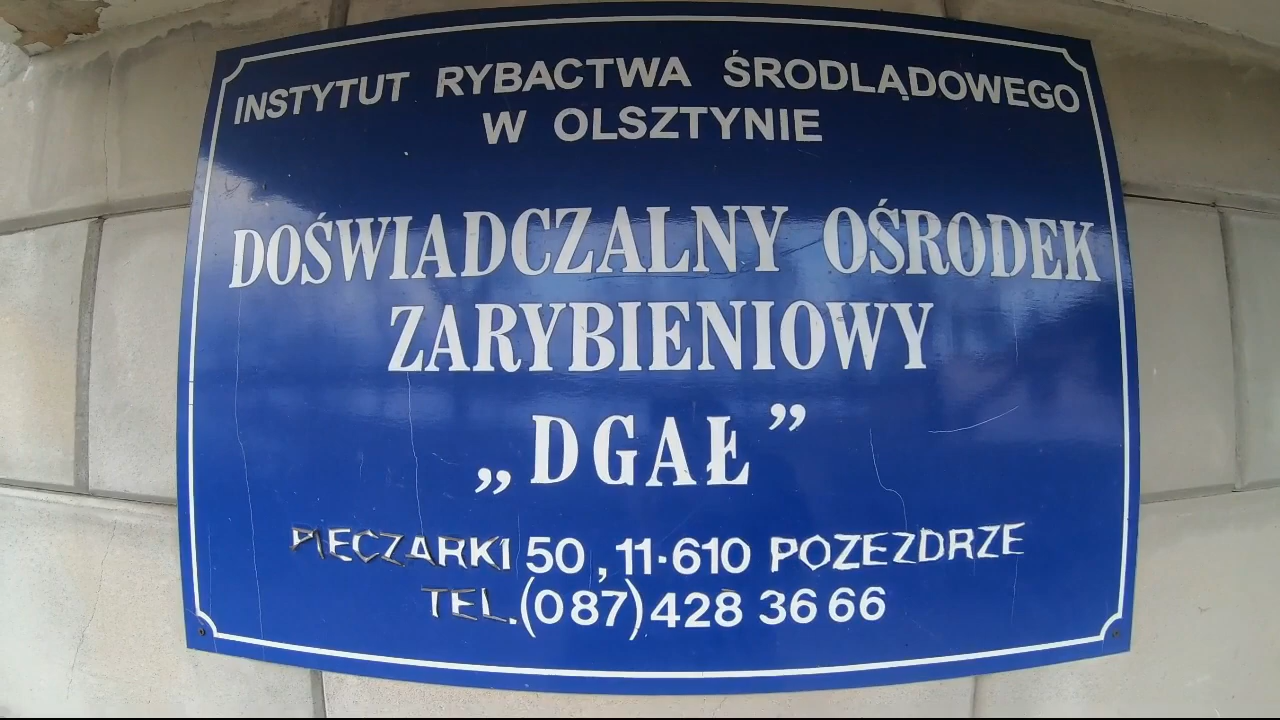 INSTYTUT RYBACTWA ŚRODLĄDOWEGO
W OLSZTYNIE
DOŚWIADCZALNY OŚRODEK
ZARYBIENIOWY
„DGAŁ”
PIECZARKI 50, 11-610 POZEZDRZE
TEL.(087) 428 36 66